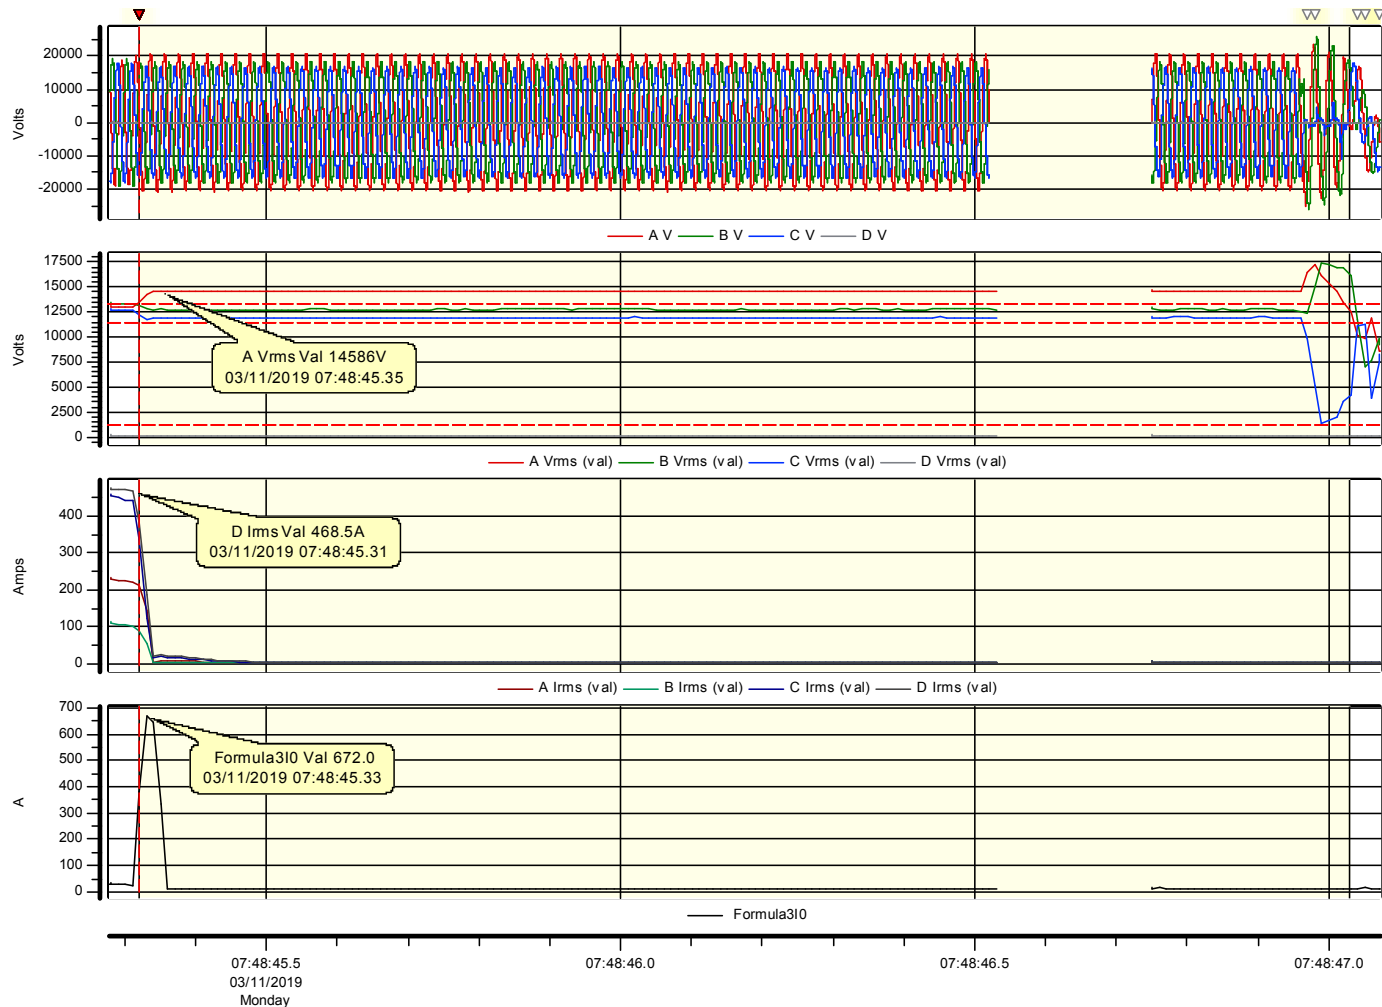 20000
10000
0
-10000
-20000
Volts
A V B V C V D V
17500
15000
12500
10000
7500
5000
2500
0
Volts
A Vrms Val 14586V
03/11/2019 07:48:45.35
A Vrms (val) B Vrms (val) C Vrms (val) D Vrms (val)
400
300
200
100
0
Amps
D Irms Val 468.5A
03/11/2019 07:48:45.31
A Irms (val) B Irms (val) C Irms (val) D Irms (val)
700
600
500
400
300
200
100
0
A
Formula3I0 Val 672.0
03/11/2019 07:48:45.33
Formula3I0
07:48:45.5 07:48:46.0 07:48:46.5 07:48:47.0
03/11/2019
Monday